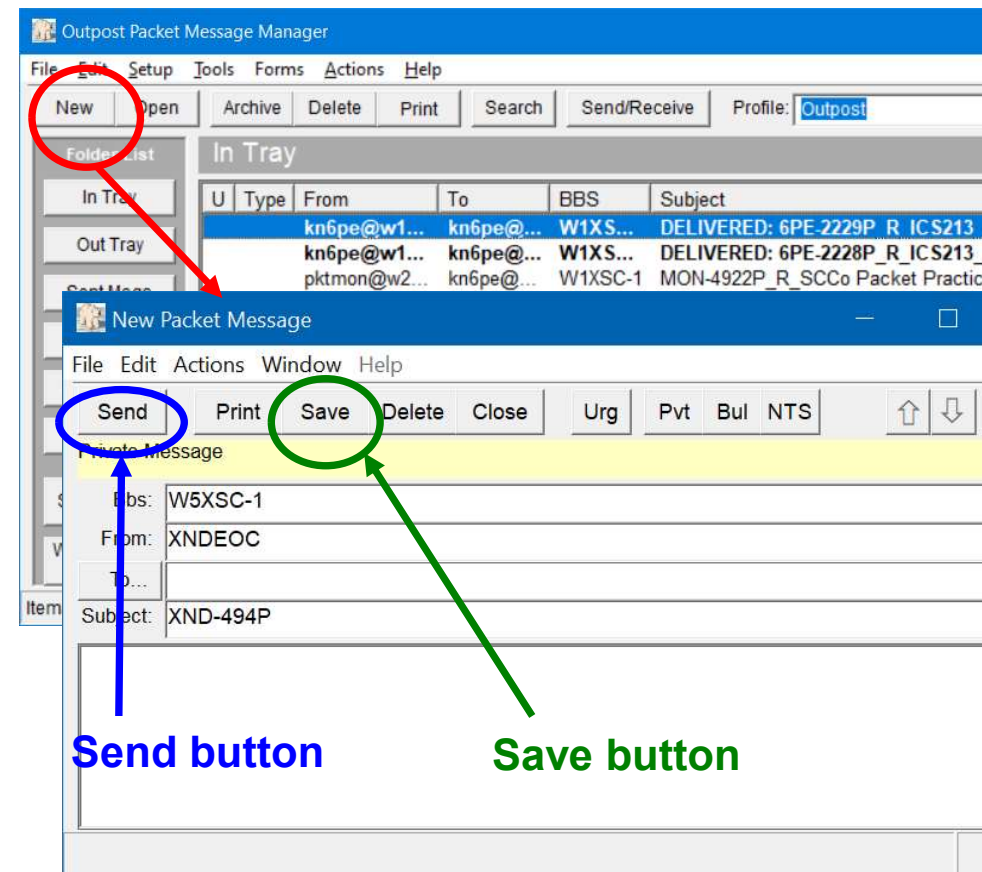 Outpost Packet Message Manager
File Edit Setup Tools Forms Actions Help
New Open Archive Delete Print Search Send/Receive Profile: Outpost
Folder List In Tray
In Tray U Type From To BBS Subject
kn6pe@w1... kn6pe@... W1XS... DELIVERED: 6PE-2229P_R_ICS213_
Out Tray kn6pe@w1... kn6pe@... W1XS... DELIVERED: 6PE-2228P_R_ICS213_
pktmon@w2... kn6pe@... W1XSC-1 MON-4922P_R_SCCo Packet Practic
New Packet Message
File Edit Actions Window Help
Send Print Save Delete Close Urg Pvt Bul NTS
Private Message
Bbs: W5XSC-1
From: XNDEOC
To...
Item
Subject: XND-494P
Send button Save button